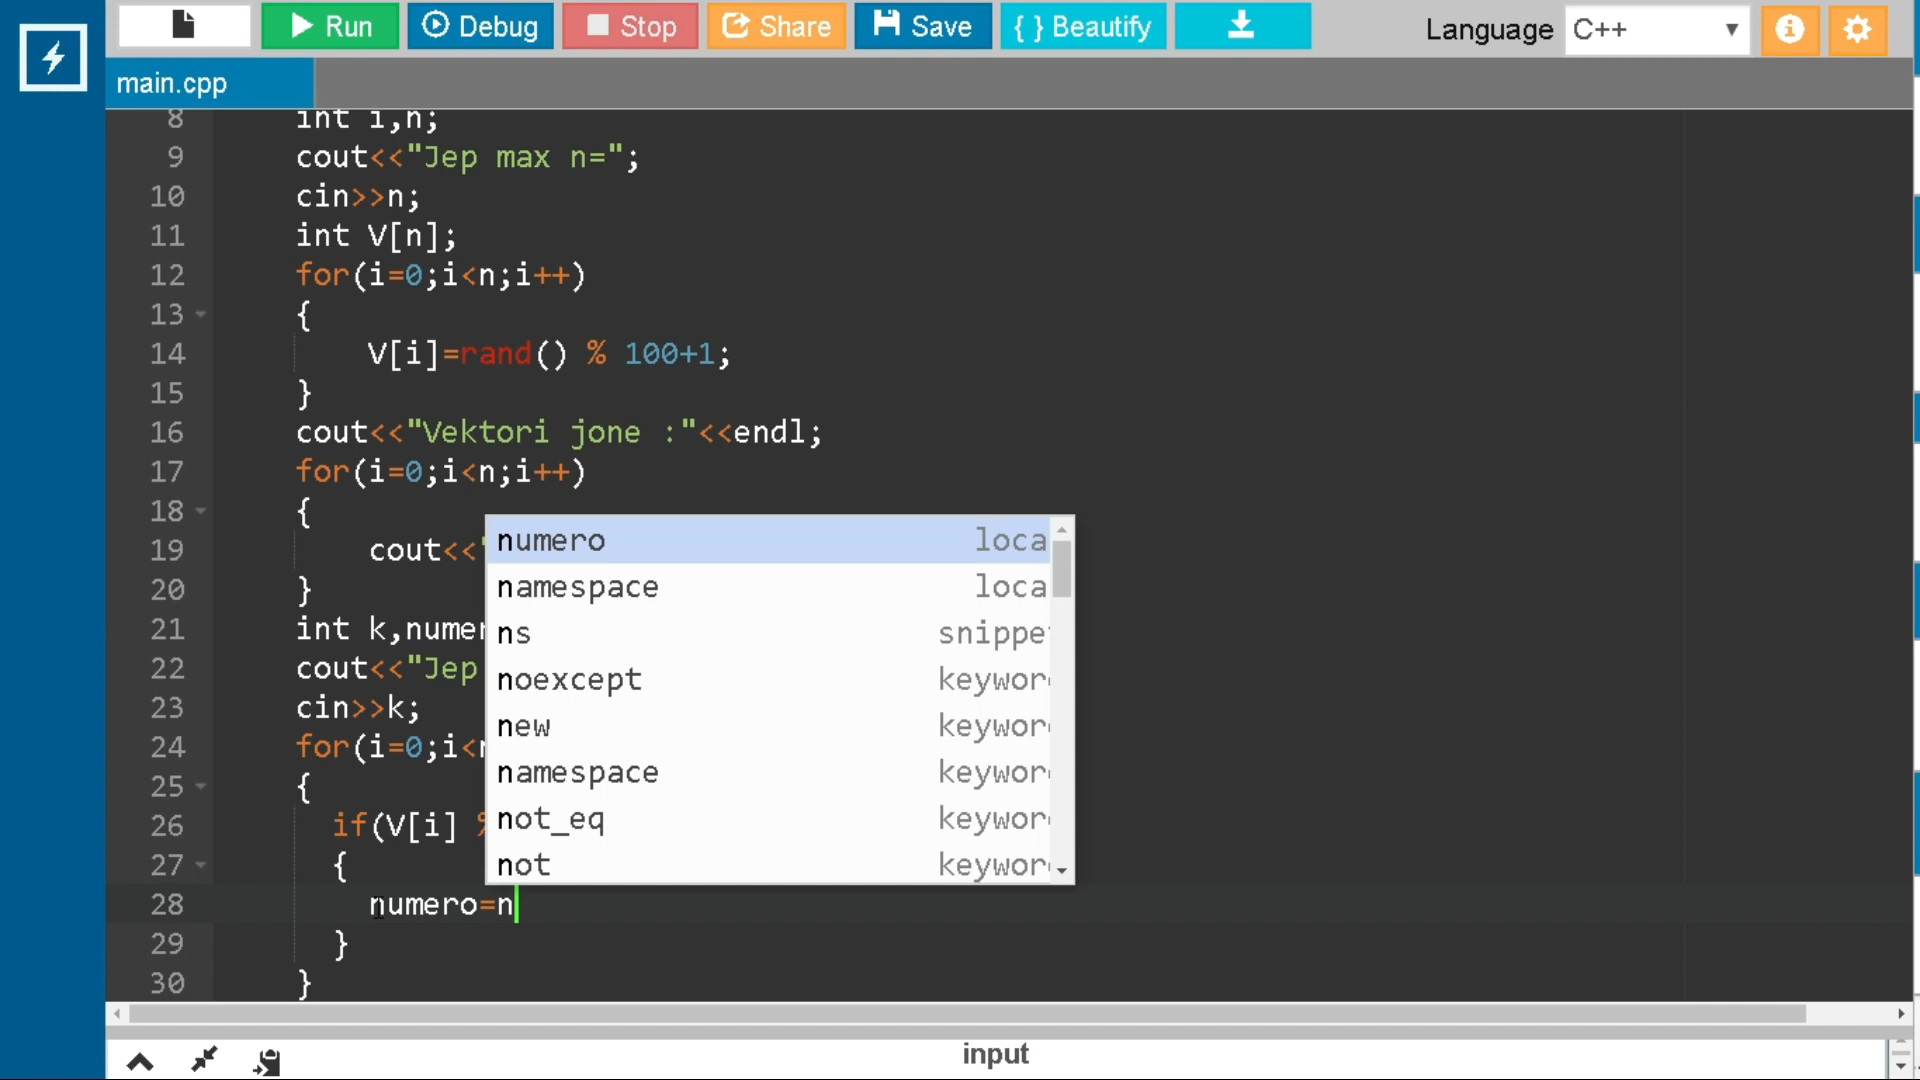 Run Debug Stop Share Save { } Beautify Language C++
main.cpp
8 int i,n;
9 cout<<"Jep max n=";
10 cin>>n;
11 int V[n];
12 for(i=0;i<n;i++)
13 {
14 V[i]=rand() % 100+1;
15 }
16 cout<<"Vektori jone :"<<endl;
17 for(i=0;i<n;i++)
18 {
19 cout<<"
20 }
21 int k,numer
22 cout<<"Jep
23 cin>>k;
24 for(i=0;i<n
25 {
26 if(V[i] %
27 {
28 numero=n
29 }
30 }
numero loca
namespace loca
ns snippet
noexcept keywor
new keywor
namespace keywor
not_eq keywor
not keywor
input